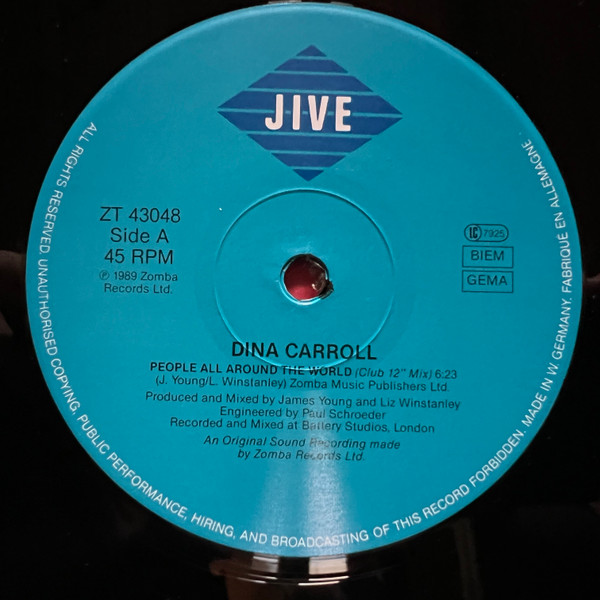 JIVE
ZT 43048
Side A
45 RPM
℗ 1989 Zomba
Records Ltd.
LC 7925
BIEM
GEMA
DINA CARROLL
PEOPLE ALL AROUND THE WORLD (Club 12" Mix) 6:23
(J. Young/L. Winstanley) Zomba Music Publishers Ltd.
Produced and Mixed by James Young and Liz Winstanley
Engineered by Paul Schroeder
Recorded and Mixed at Battery Studios, London
An Original Sound Recording made
by Zomba Records Ltd.
ALL RIGHTS RESERVED. UNAUTHORISED COPYING, PUBLIC PERFORMANCE, HIRING, AND BROADCASTING OF THIS RECORD FORBIDDEN. MADE IN W GERMANY. FABRIQUÉ EN ALLEMAGNE